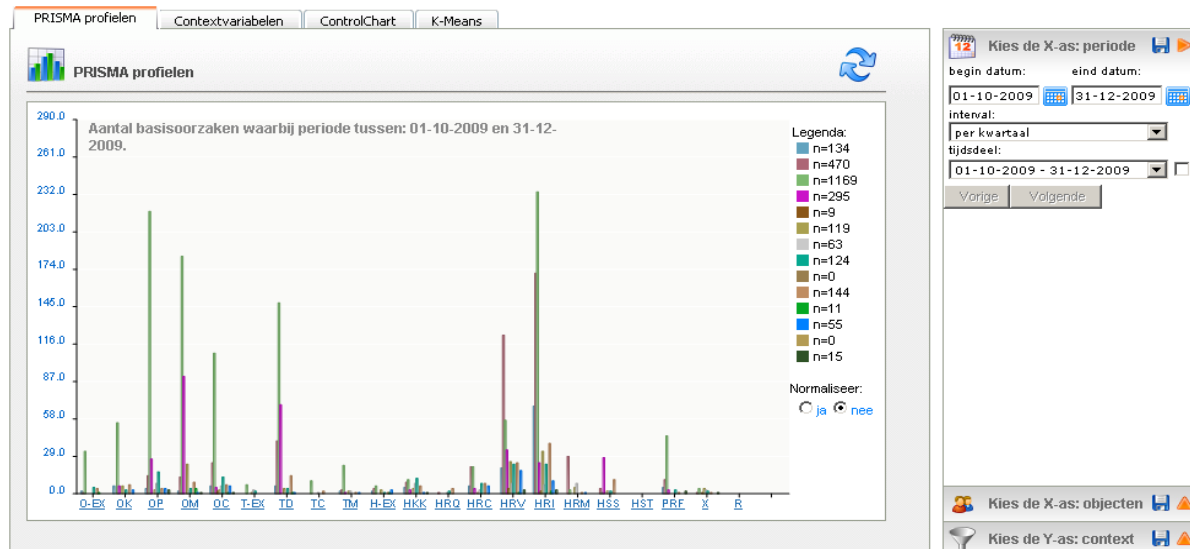 PRISMA profielen
Contextvariabelen
ControlChart
K-Means
PRISMA profielen
Aantal basisoorzaken waarbij periode tussen: 01-10-2009 en 31-12-
2009.
290.0
261.0
232.0
203.0
174.0
145.0
116.0
87.0
58.0
29.0
0.0
O-EX OK OP OM OC T-EX TD TC TM H-EX HKK HRQ HRC HRV HRI HRM HSS HST PRF X R
Legenda:
n=134
n=470
n=1169
n=295
n=9
n=119
n=63
n=124
n=0
n=144
n=11
n=55
n=0
n=15
Normaliseer:
ja nee
12
Kies de X-as: periode
begin datum: eind datum:
01-10-2009 31-12-2009
interval:
per kwartaal
tijdsdeel:
01-10-2009 - 31-12-2009
Vorige Volgende
Kies de X-as: objecten
Kies de Y-as: context